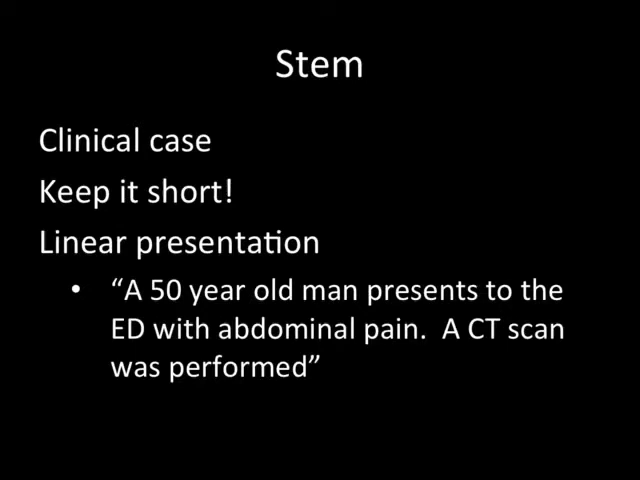 Stem
Clinical case
Keep it short!
Linear presentation
• “A 50 year old man presents to the
ED with abdominal pain.  A CT scan
was performed”